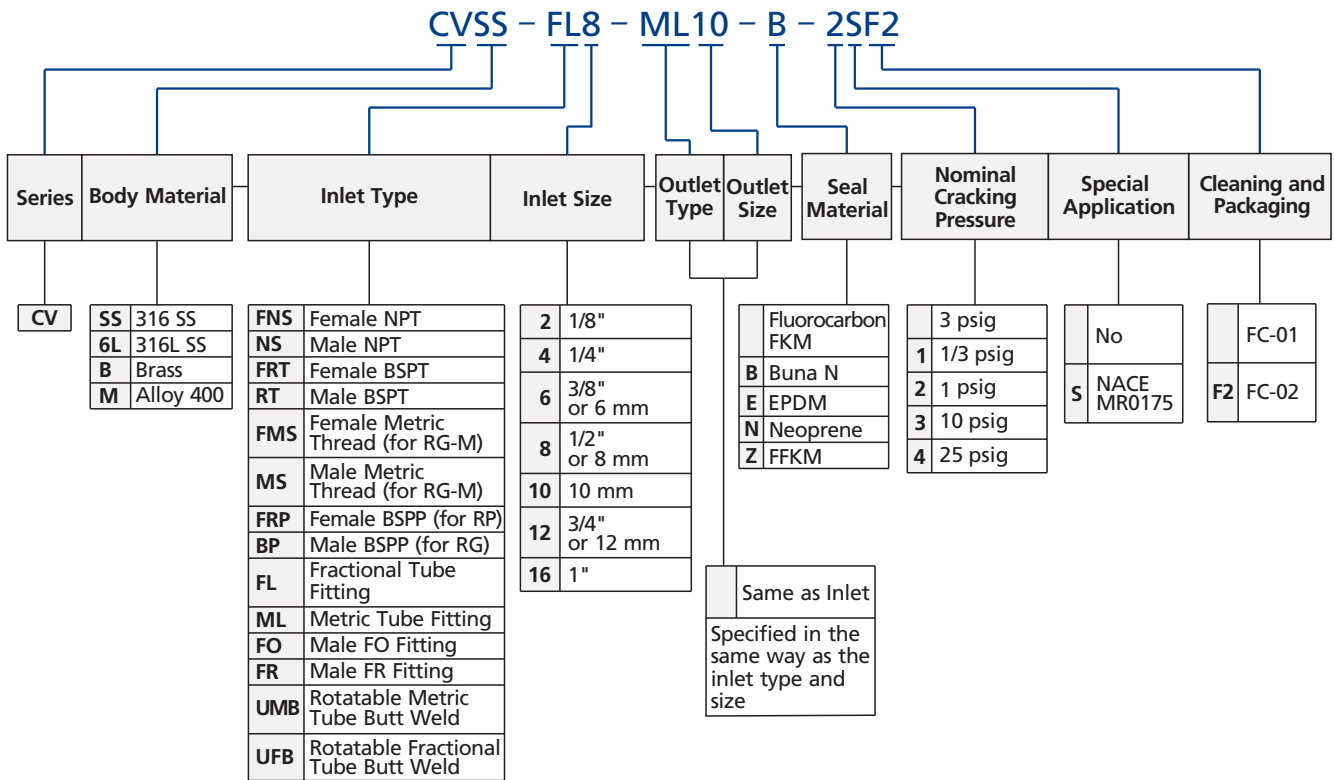 CVSS – FL8 – ML10 – B – 2SF2
Series
Body Material
Inlet Type
Inlet Size
Outlet
Type
Outlet
Size
Seal
Material
Nominal
Cracking
Pressure
Special
Application
Cleaning and
Packaging
CV
SS 316 SS
6L 316L SS
B Brass
M Alloy 400
FNS Female NPT
NS Male NPT
FRT Female BSPT
RT Male BSPT
FMS Female Metric
Thread (for RG-M)
MS Male Metric
Thread (for RG-M)
FRP Female BSPP (for RP)
BP Male BSPP (for RG)
FL Fractional Tube
Fitting
ML Metric Tube Fitting
FO Male FO Fitting
FR Male FR Fitting
UMB Rotatable Metric
Tube Butt Weld
UFB Rotatable Fractional
Tube Butt Weld
2 1/8"
4 1/4"
6 3/8"
or 6 mm
8 1/2"
or 8 mm
10 10 mm
12 3/4"
or 12 mm
16 1"
Same as Inlet
Specified in the
same way as the
inlet type and
size
Fluorocarbon
FKM
B Buna N
E EPDM
N Neoprene
Z FFKM
3 psig
1 1/3 psig
2 1 psig
3 10 psig
4 25 psig
No
S NACE
MR0175
FC-01
F2 FC-02